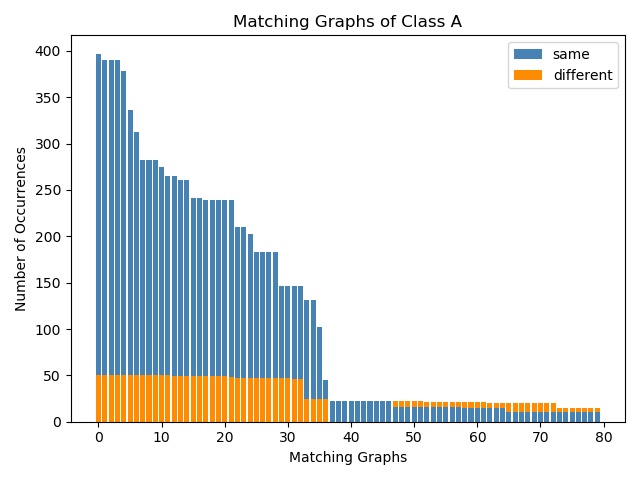 Matching Graphs of Class A
Number of Occurrences
400
350
300
250
200
150
100
50
0
same
different
0 10 20 30 40 50 60 70 80
Matching Graphs